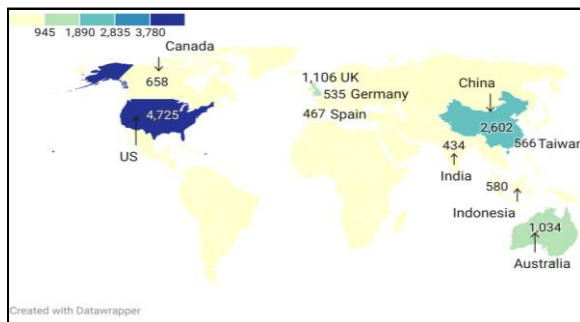 945 1,890 2,835 3,780
Canada
658
1,106 UK
535 Germany
467 Spain
4,725
US
China
2,602
566 Taiwan
434
India
580
Indonesia
1,034
Australia
Created with Datawrapper